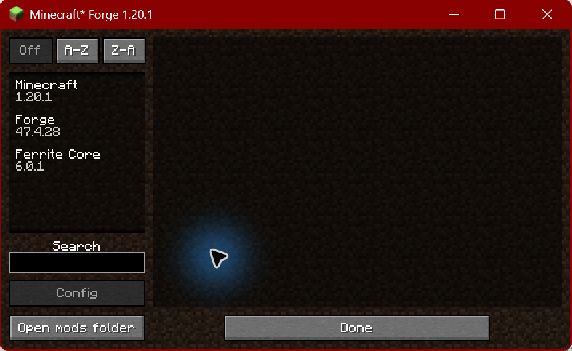 Minecraft* Forge 1.20.1
Off A-Z Z-A
Minecraft
1.20.1
Forge
47.4.28
Ferrite Core
6.0.1
Search
Config
Open mods folder
Done